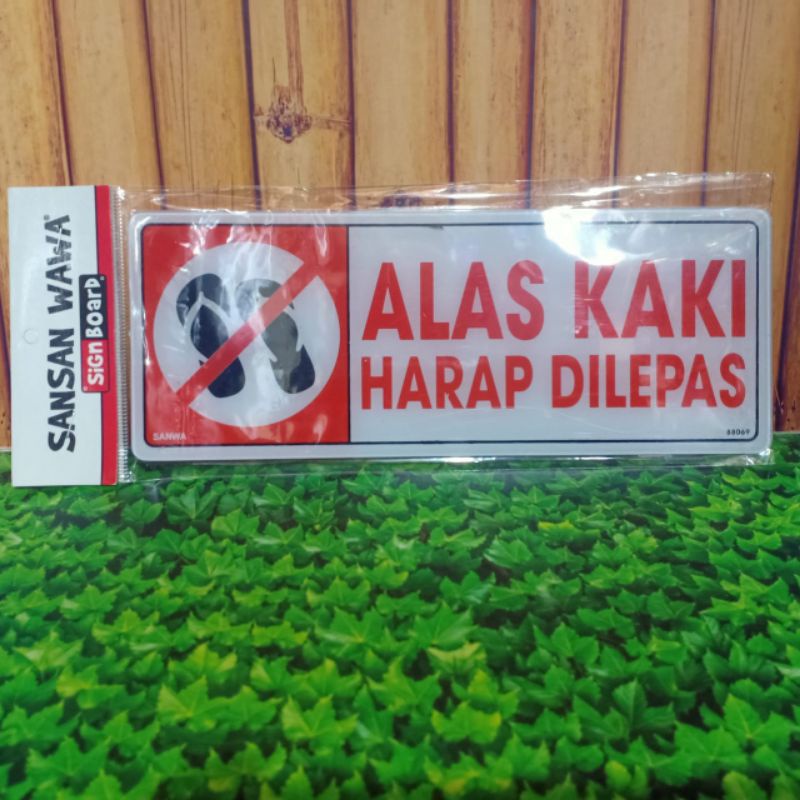 SANSAN WAWA
SiGn BoarD
ALAS KAKI
HARAP DILEPAS
SANWA
88069